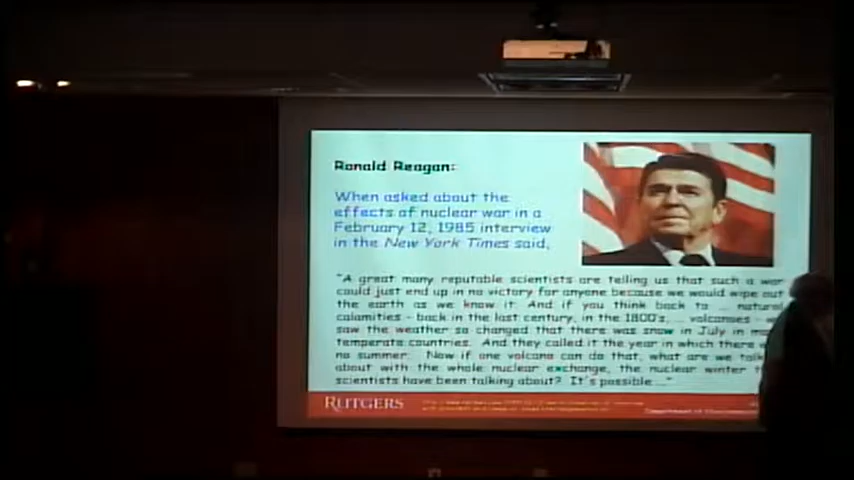 Ronald Reagan:
When asked about the
effects of nuclear war in a
February 12, 1985 interview
in the New York Times said,
"A great many reputable scientists are telling us that such a war
could just end up in no victory for anyone because we would wipe out
the earth as we know it. And if you think back to ... natural
calamities - back in the last century, in the 1800's, ... volcanoes - we
saw the weather so changed that there was snow in July in
temperate countries. And they called it the year in which there
no summer. Now if one volcano can do that, what are we
about with the whole nuclear exchange, the nuclear winter
scientists have been talking about? It's possible ..."
RUTGERS
Department of